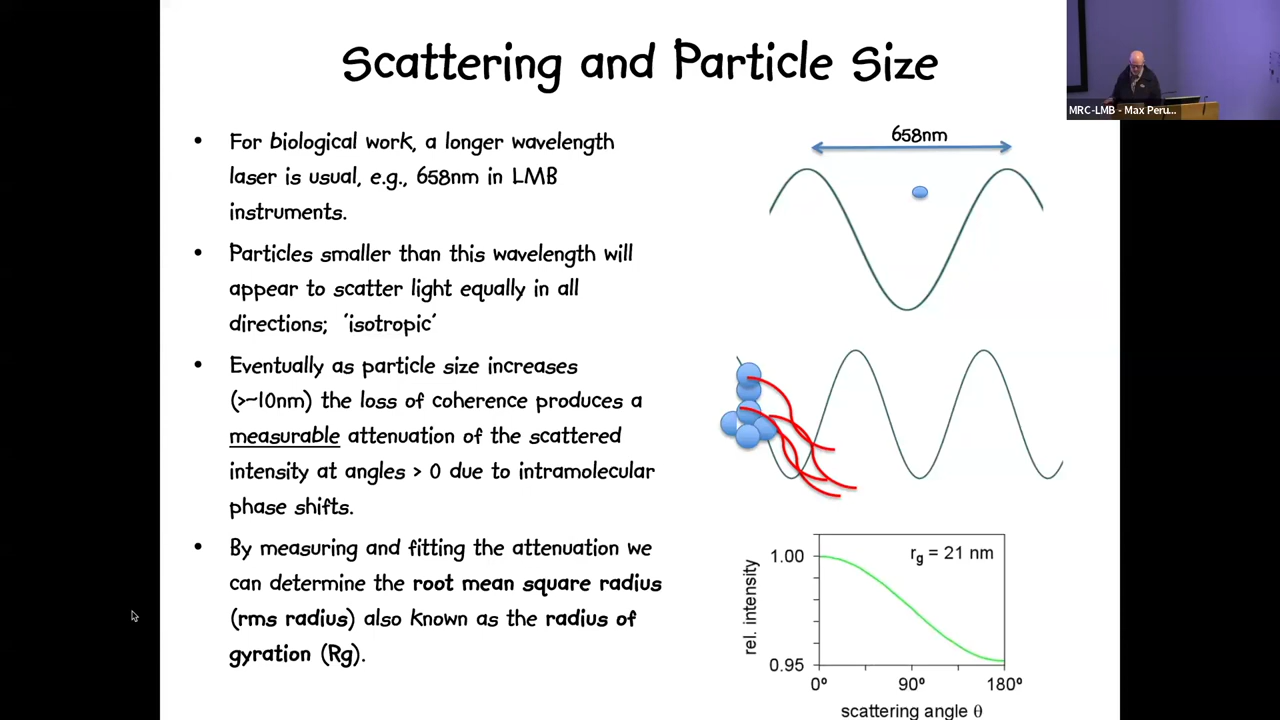 Scattering and Particle Size
MRC-LMB - Max Peru...
• For biological work, a longer wavelength
laser is usual, e.g., 658nm in LMB
instruments.
• Particles smaller than this wavelength will
appear to scatter light equally in all
directions; 'isotropic'
• Eventually as particle size increases
(>~10nm) the loss of coherence produces a
measurable attenuation of the scattered
intensity at angles > 0 due to intramolecular
phase shifts.
• By measuring and fitting the attenuation we
can determine the root mean square radius
(rms radius) also known as the radius of
gyration (Rg).
658nm
rg = 21 nm
1.00
0.95
rel. intensity
0º 90º 180º
scattering angle θ